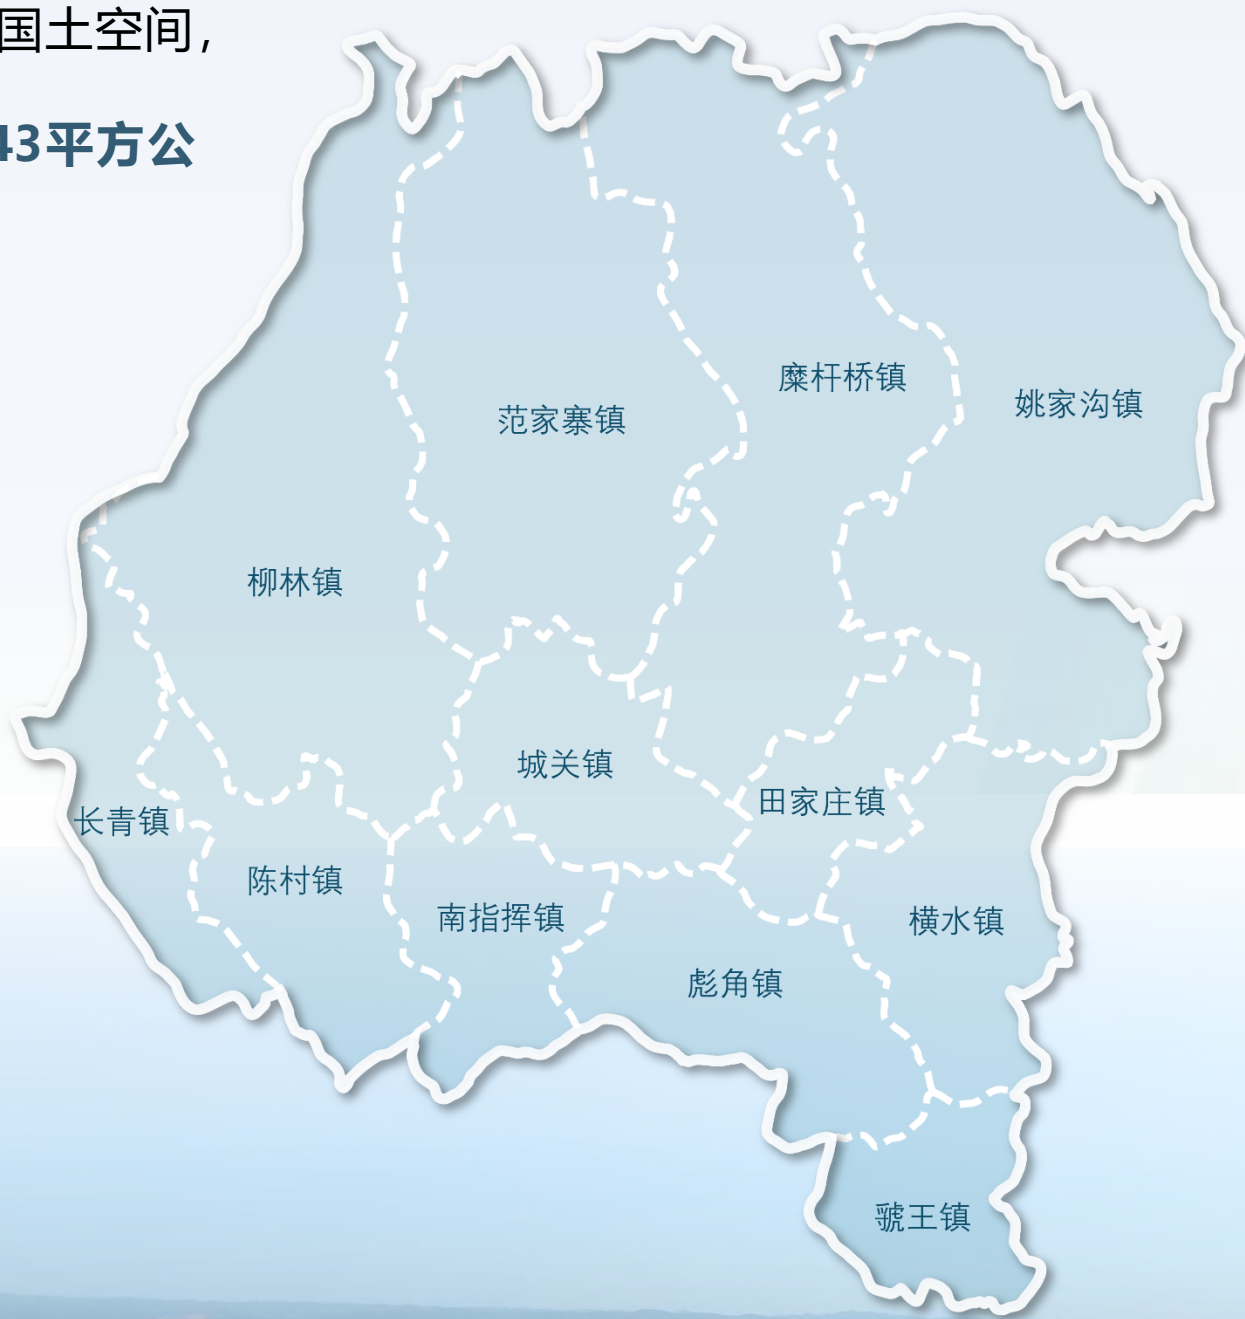 国土空间，
43平方公
糜杆桥镇
姚家沟镇
范家寨镇
柳林镇
城关镇
田家庄镇
长青镇
陈村镇
南指挥镇
横水镇
彪角镇
虢王镇